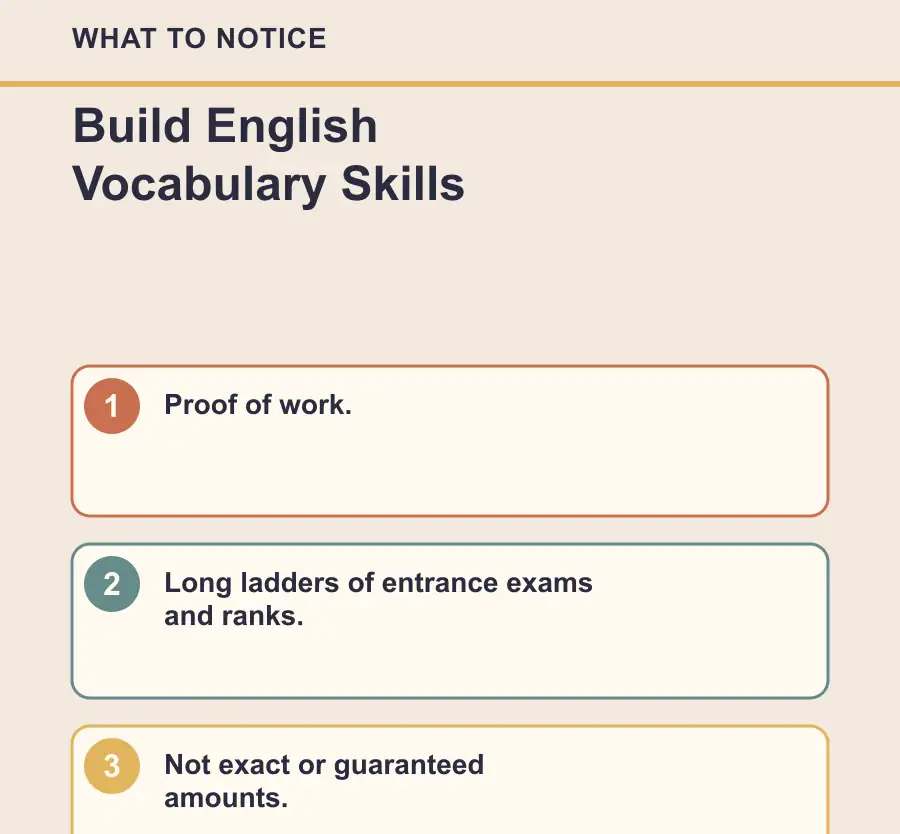 WHAT TO NOTICE
Build English
Vocabulary Skills
1
Proof of work.
2
Long ladders of entrance exams
and ranks.
3
Not exact or guaranteed
amounts.